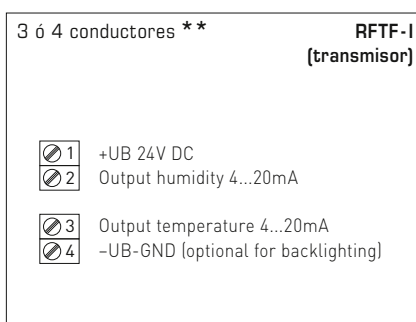 3 ó 4 conductores **
RFTF-I
(transmisor)
1 +UB 24V DC
2 Output humidity 4...20mA
3 Output temperature 4...20mA
4 –UB-GND (optional for backlighting)